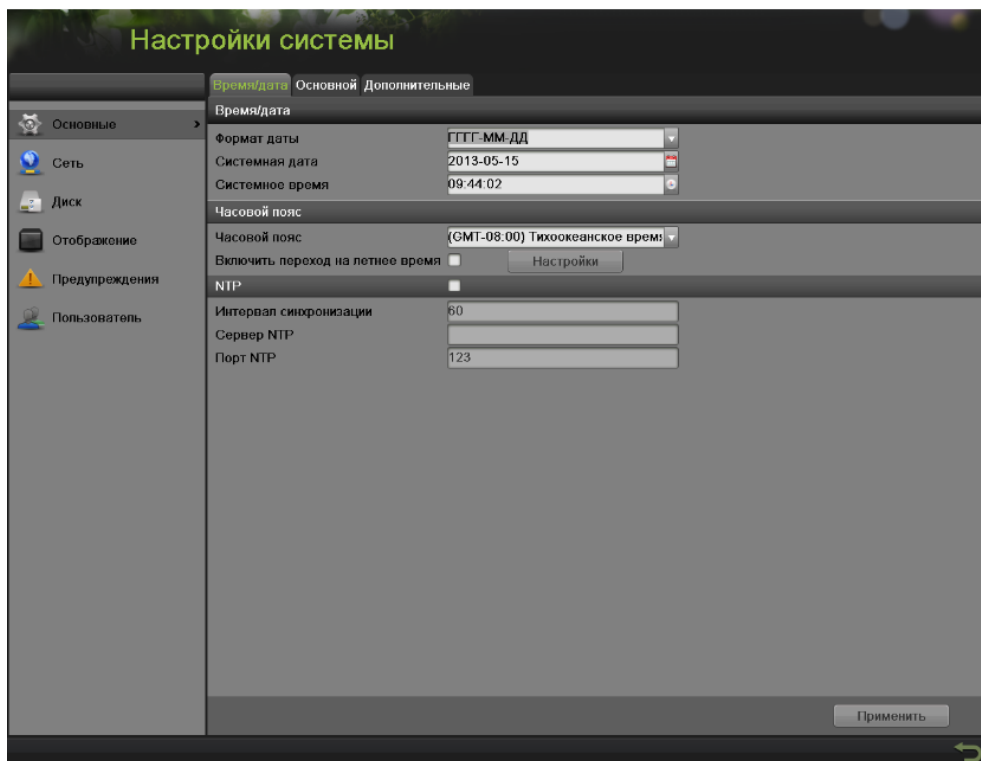 Настройки системы
Время/дата Основной Дополнительные
Основные
Сеть
Диск
Отображение
Предупреждения
Пользователь
Время/дата
Формат даты ГГГГ-ММ-ДД
Системная дата 2013-05-15
Системное время 09:44:02
Часовой пояс
Часовой пояс (GMT-08:00) Тихоокеанское врем
Включить переход на летнее время Настройки
NTP
Интервал синхронизации 60
Сервер NTP
Порт NTP 123
Применить